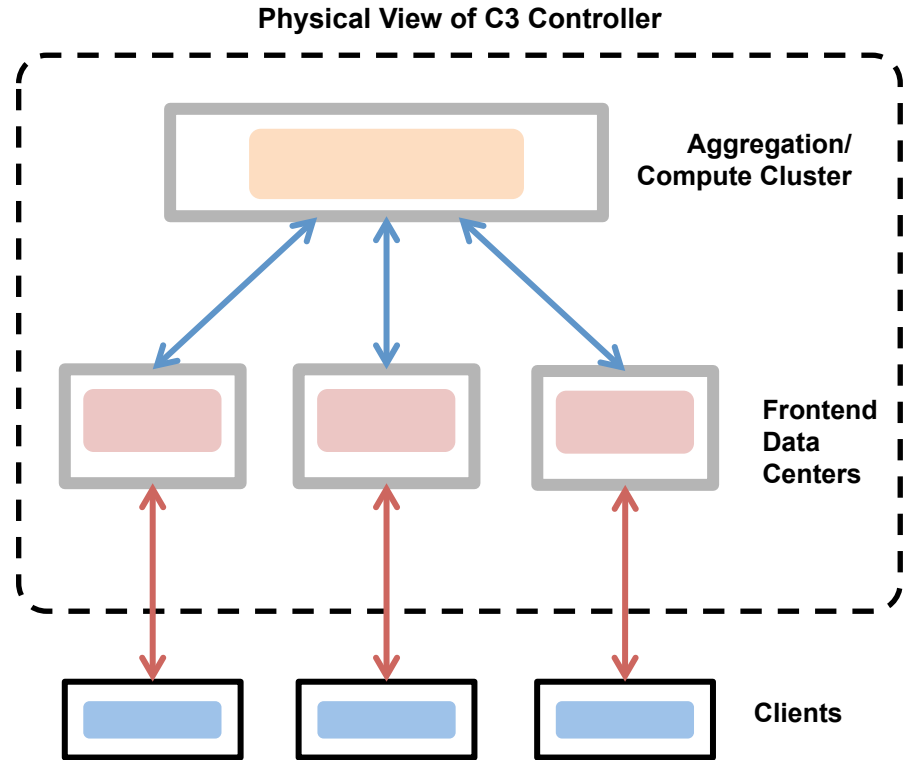 Physical View of C3 Controller
Aggregation/
Compute Cluster
Frontend
Data
Centers
Clients